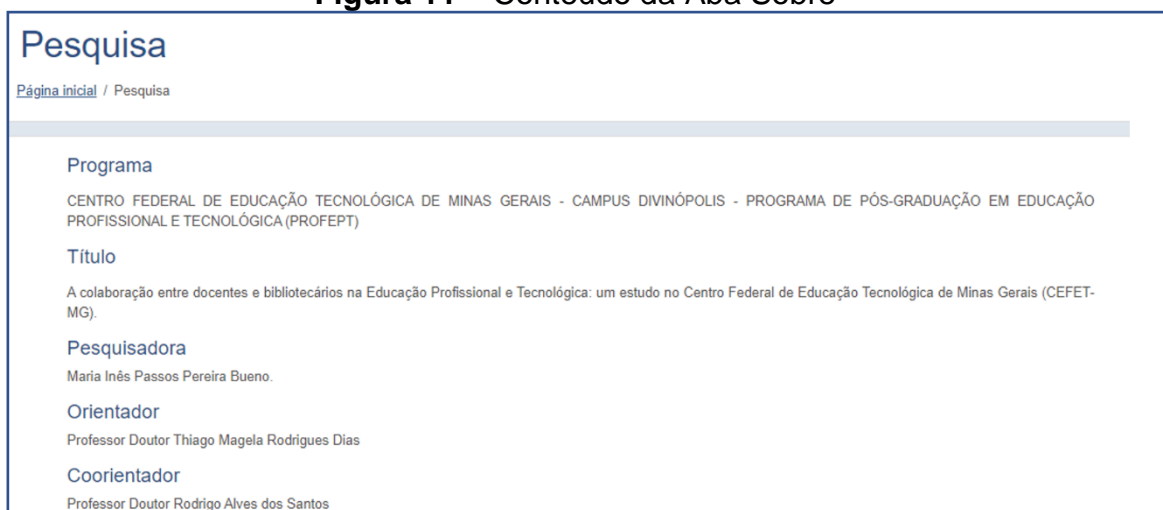 Conteúdo da Aba Sobre
Pesquisa
Página inicial / Pesquisa
Programa
CENTRO FEDERAL DE EDUCAÇÃO TECNOLÓGICA DE MINAS GERAIS - CAMPUS DIVINÓPOLIS - PROGRAMA DE PÓS-GRADUAÇÃO EM EDUCAÇÃO
PROFISSIONAL E TECNOLÓGICA (PROFEPT)
Título
A colaboração entre docentes e bibliotecários na Educação Profissional e Tecnológica: um estudo no Centro Federal de Educação Tecnológica de Minas Gerais (CEFET-
MG).
Pesquisadora
Maria Inês Passos Pereira Bueno.
Orientador
Professor Doutor Thiago Magela Rodrigues Dias
Coorientador
Professor Doutor Rodrigo Alves dos Santos